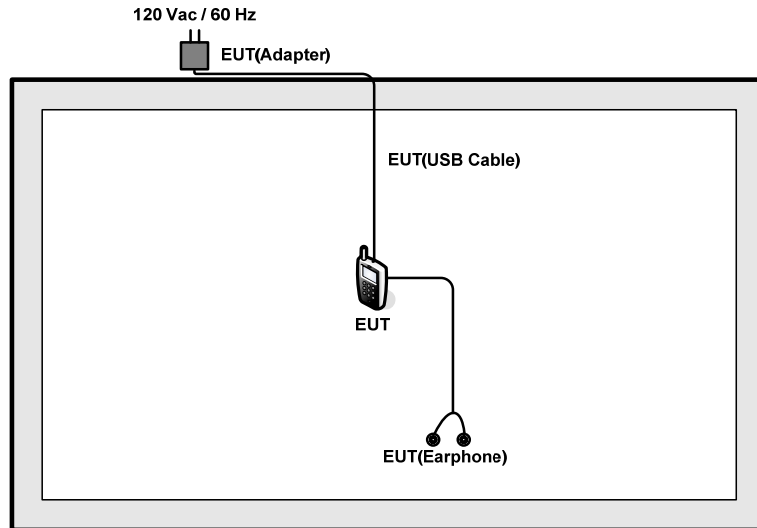 120 Vac / 60 Hz
EUT(Adapter)
EUT(USB Cable)
EUT
EUT(Earphone)